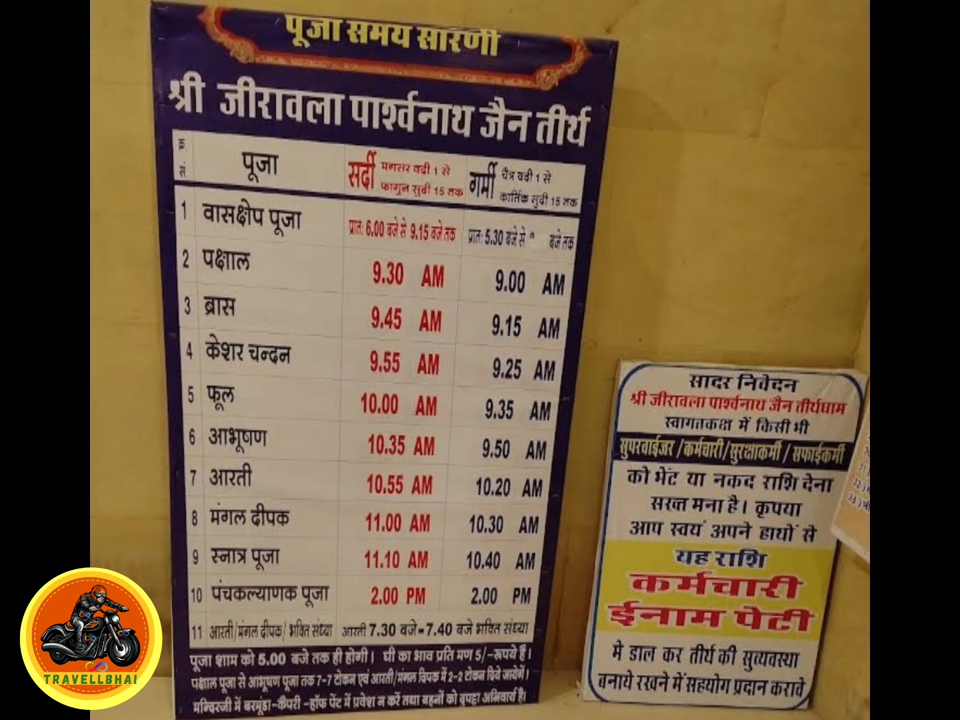 पूजा समय सारणी
श्री जीरावला पार्श्वनाथ जैन तीर्थ
पूजा सर्दी मगसर वदी 1 से फागुन सुदी 15 तक गर्मी चैत्र वदी 1 से कार्तिक सुदी 15 तक
1 वासक्षेप पूजा प्रात: 6.00 बजे से 9.15 बजे तक प्रात: 5.30 बजे से बजे तक
2 पक्षाल 9.30 AM 9.00 AM
3 ब्रास 9.45 AM 9.15 AM
4 केशर चन्दन 9.55 AM 9.25 AM
5 फूल 10.00 AM 9.35 AM
6 आभूषण 10.35 AM 9.50 AM
7 आरती 10.55 AM 10.20 AM
8 मंगल दीपक 11.00 AM 10.30 AM
9 स्नात्र पूजा 11.10 AM 10.40 AM
10 पंचकल्याणक पूजा 2.00 PM 2.00 PM
11 आरती/मंगल दीपक/भक्ति संध्या आरती 7.30 बजे - 7.40 बजे भक्ति संध्या
पूजा शाम को 5.00 बजे तक ही होगी। घी का भाव प्रति मण 5/-रूपये हैं।
पक्षाल पूजा से आभूषण पूजा तक 7-7 टोकन एवं आरती/मंगल दिपक में 2-2 टोकन दिये जायेगें।
मन्दिरजी में बरमूंडा-कैपरी -हॉफ पेंट में प्रवेश न करें तथा बहनों को दुपट्टा अनिवार्य है।
सादर निवेदन
श्री जीरावला पार्श्वनाथ जैन तीर्थधाम
स्वागतकक्ष में किसी भी
सुपरवाईजर /कर्मचारी/सुरक्षाकर्मी / सफाईकर्मी
को भेंट या नकद राशि देना
सख्त मना है। कृपया
आप स्वयं अपने हाथों से
यह राशि
कर्मचारी
ईनाम पेटी
मे डाल कर तीर्थ की सुव्यवस्था
बनाये रखने में सहयोग प्रदान करावे
TRAVELLBHAI